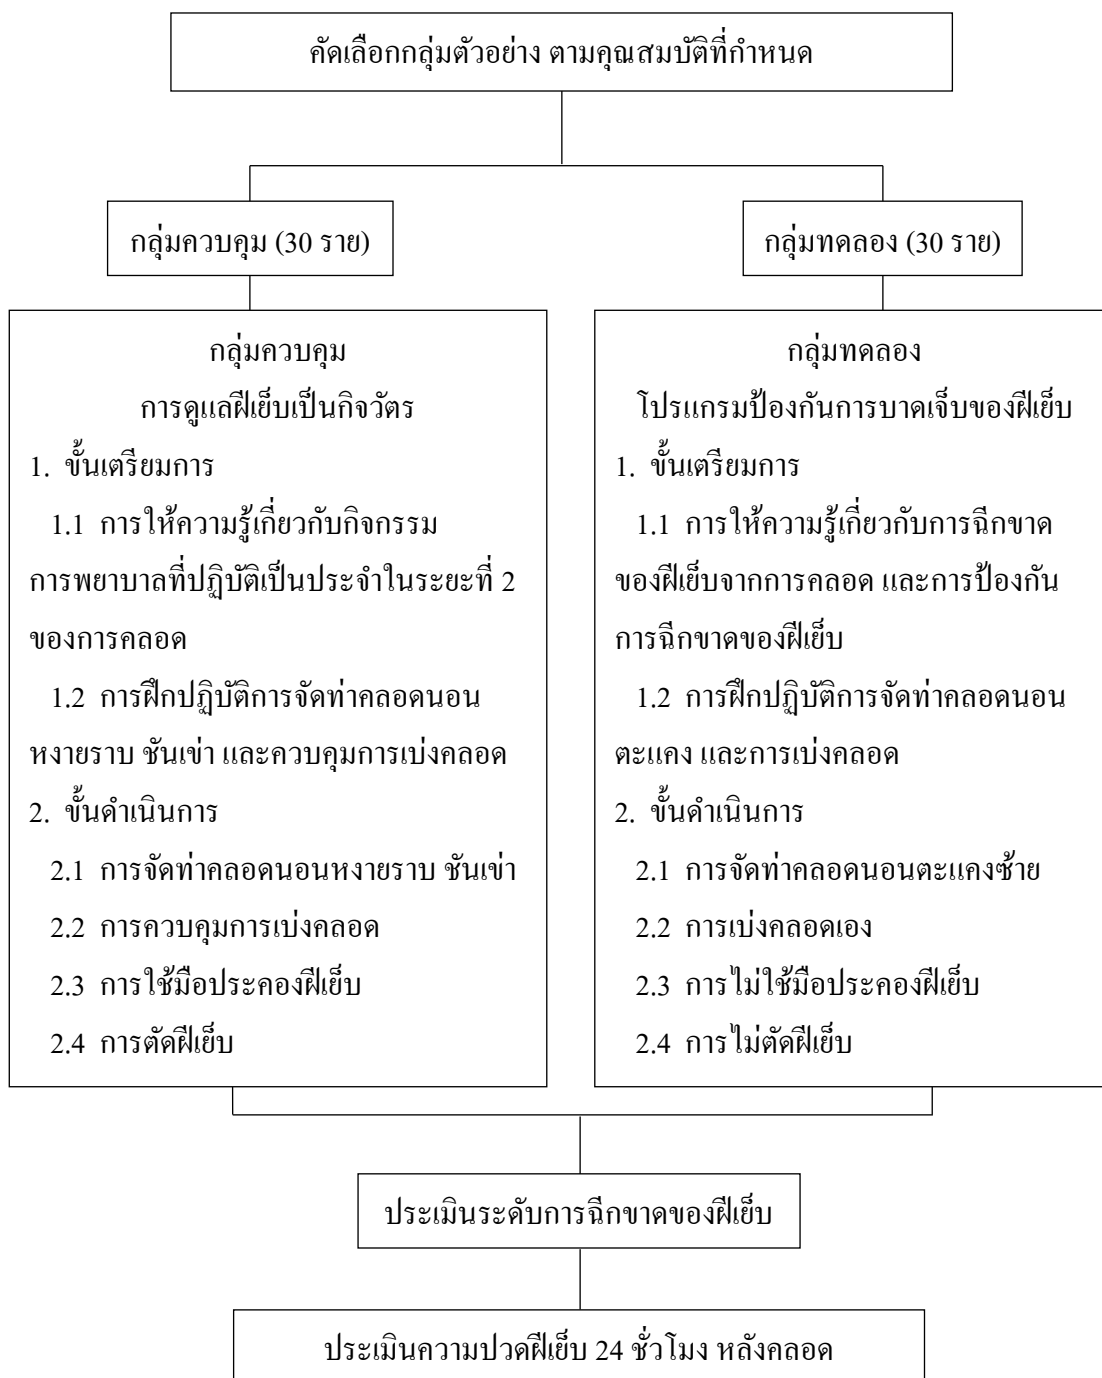 คัดเลือกกลุ่มตัวอย่าง ตามคุณสมบัติที่กำหนด
กลุ่มควบคุม (30 ราย)
กลุ่มทดลอง (30 ราย)
กลุ่มควบคุม
การดูแลฝีเย็บเป็นกิจวัตร
1. ขั้นเตรียมการ
1.1 การให้ความรู้เกี่ยวกับกิจกรรม
การพยาบาลที่ปฏิบัติเป็นประจำในระยะที่ 2
ของการคลอด
1.2 การฝึกปฏิบัติการจัดท่าคลอดนอน
หงายราบ ชันเข่า และควบคุมการเบ่งคลอด
2. ขั้นดำเนินการ
2.1 การจัดท่าคลอดนอนหงายราบ ชันเข่า
2.2 การควบคุมการเบ่งคลอด
2.3 การใช้มือประคองฝีเย็บ
2.4 การตัดฝีเย็บ
กลุ่มทดลอง
โปรแกรมป้องกันการบาดเจ็บของฝีเย็บ
1. ขั้นเตรียมการ
1.1 การให้ความรู้เกี่ยวกับการฉีกขาด
ของฝีเย็บจากการคลอด และการป้องกัน
การฉีกขาดของฝีเย็บ
1.2 การฝึกปฏิบัติการจัดท่าคลอดนอน
ตะแคง และการเบ่งคลอด
2. ขั้นดำเนินการ
2.1 การจัดท่าคลอดนอนตะแคงซ้าย
2.2 การเบ่งคลอดเอง
2.3 การไม่ใช้มือประคองฝีเย็บ
2.4 การไม่ตัดฝีเย็บ
ประเมินระดับการฉีกขาดของฝีเย็บ
ประเมินความปวดฝีเย็บ 24 ชั่วโมง หลังคลอด